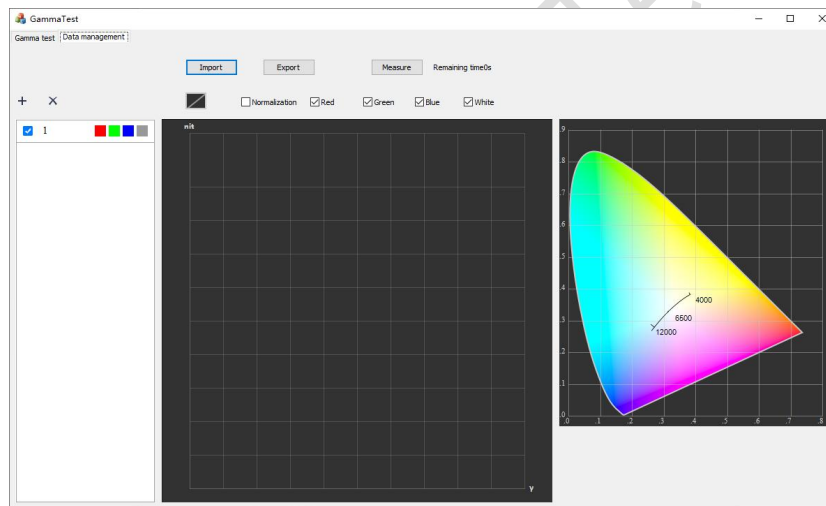 GammaTest
Gamma test Data management
Import Export Measure Remaining time0s
Normalization Red Green Blue White
1
nit
y
.9
.8
.7
.6
.5
.4
.3
.2
.1
.0
4000
6500
12000
.0 .1 .2 .3 .4 .5 .6 .7 .8